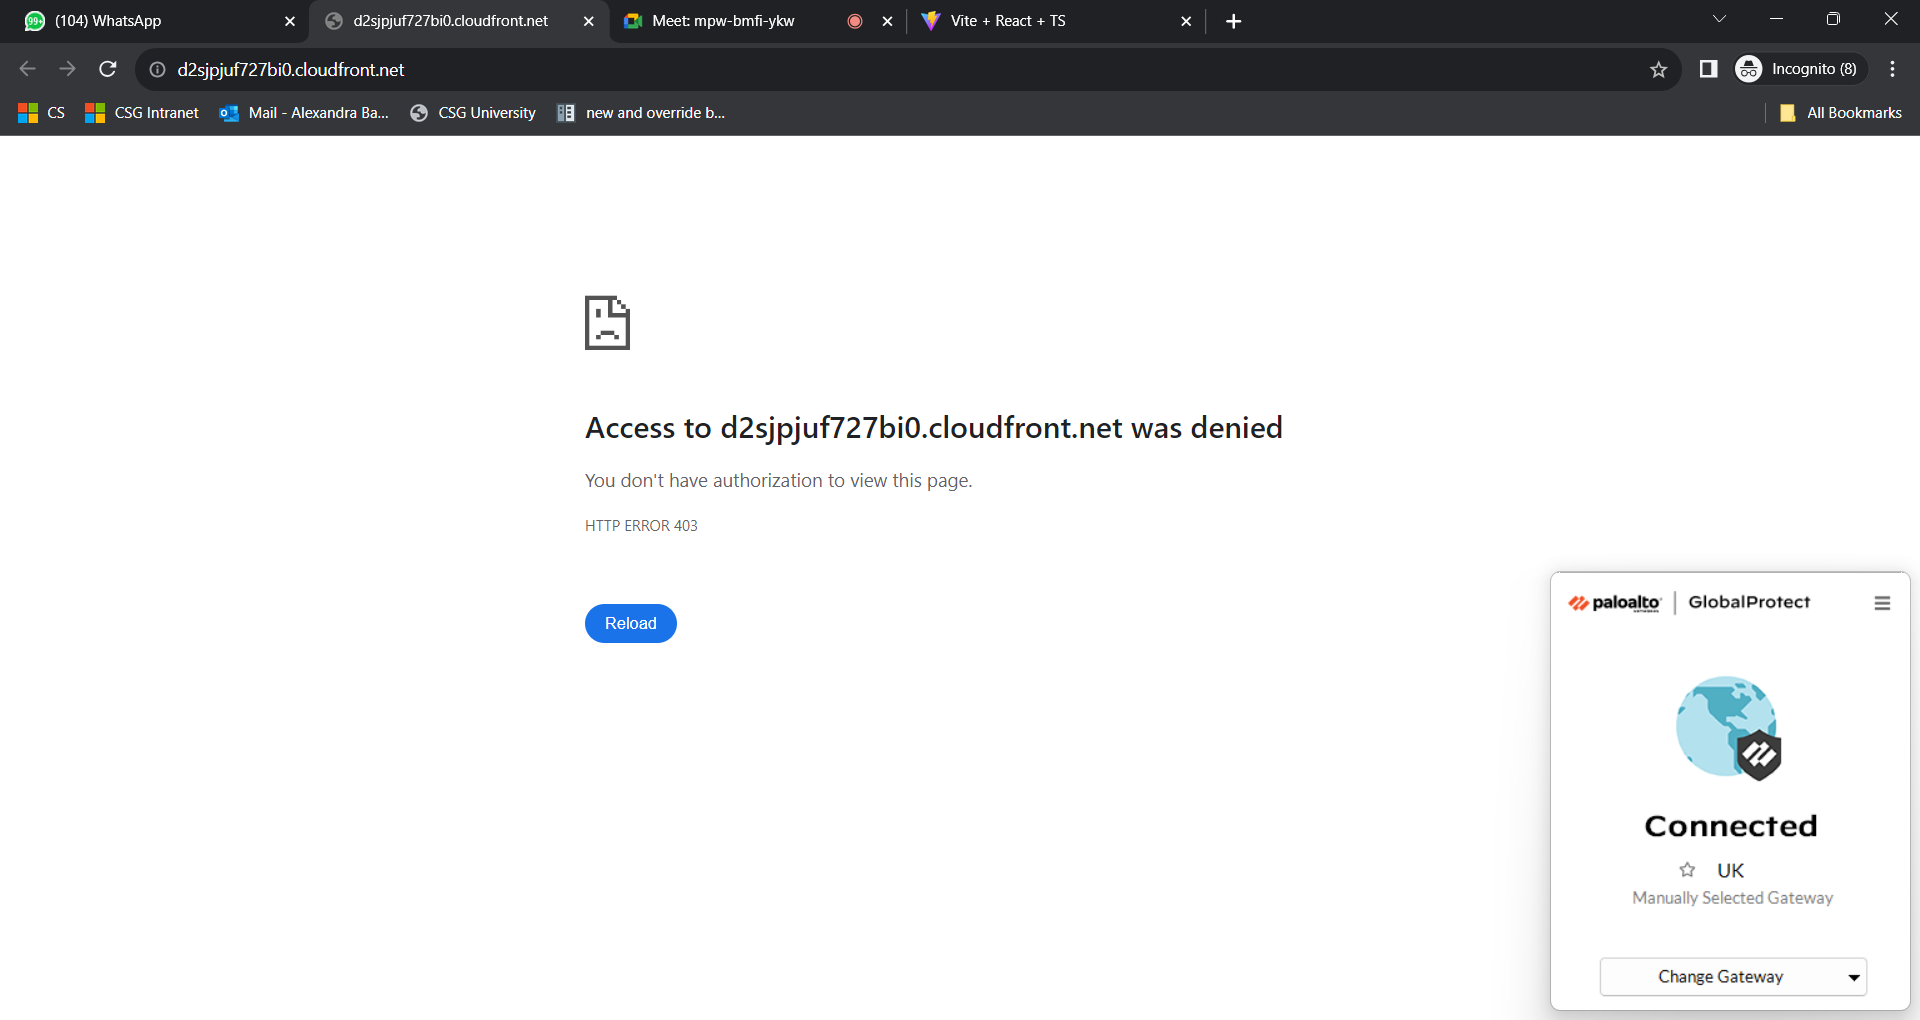 99+ (104) WhatsApp
d2sjpjuf727bi0.cloudfront.net
Meet: mpw-bmfi-ykw
Vite + React + TS
d2sjpjuf727bi0.cloudfront.net
Incognito (8)
CS
CSG Intranet
Mail - Alexandra Ba...
CSG University
new and override b...
All Bookmarks
Access to d2sjpjuf727bi0.cloudfront.net was denied
You don't have authorization to view this page.
HTTP ERROR 403
Reload
paloalto NETWORKS | GlobalProtect
Connected
UK
Manually Selected Gateway
Change Gateway